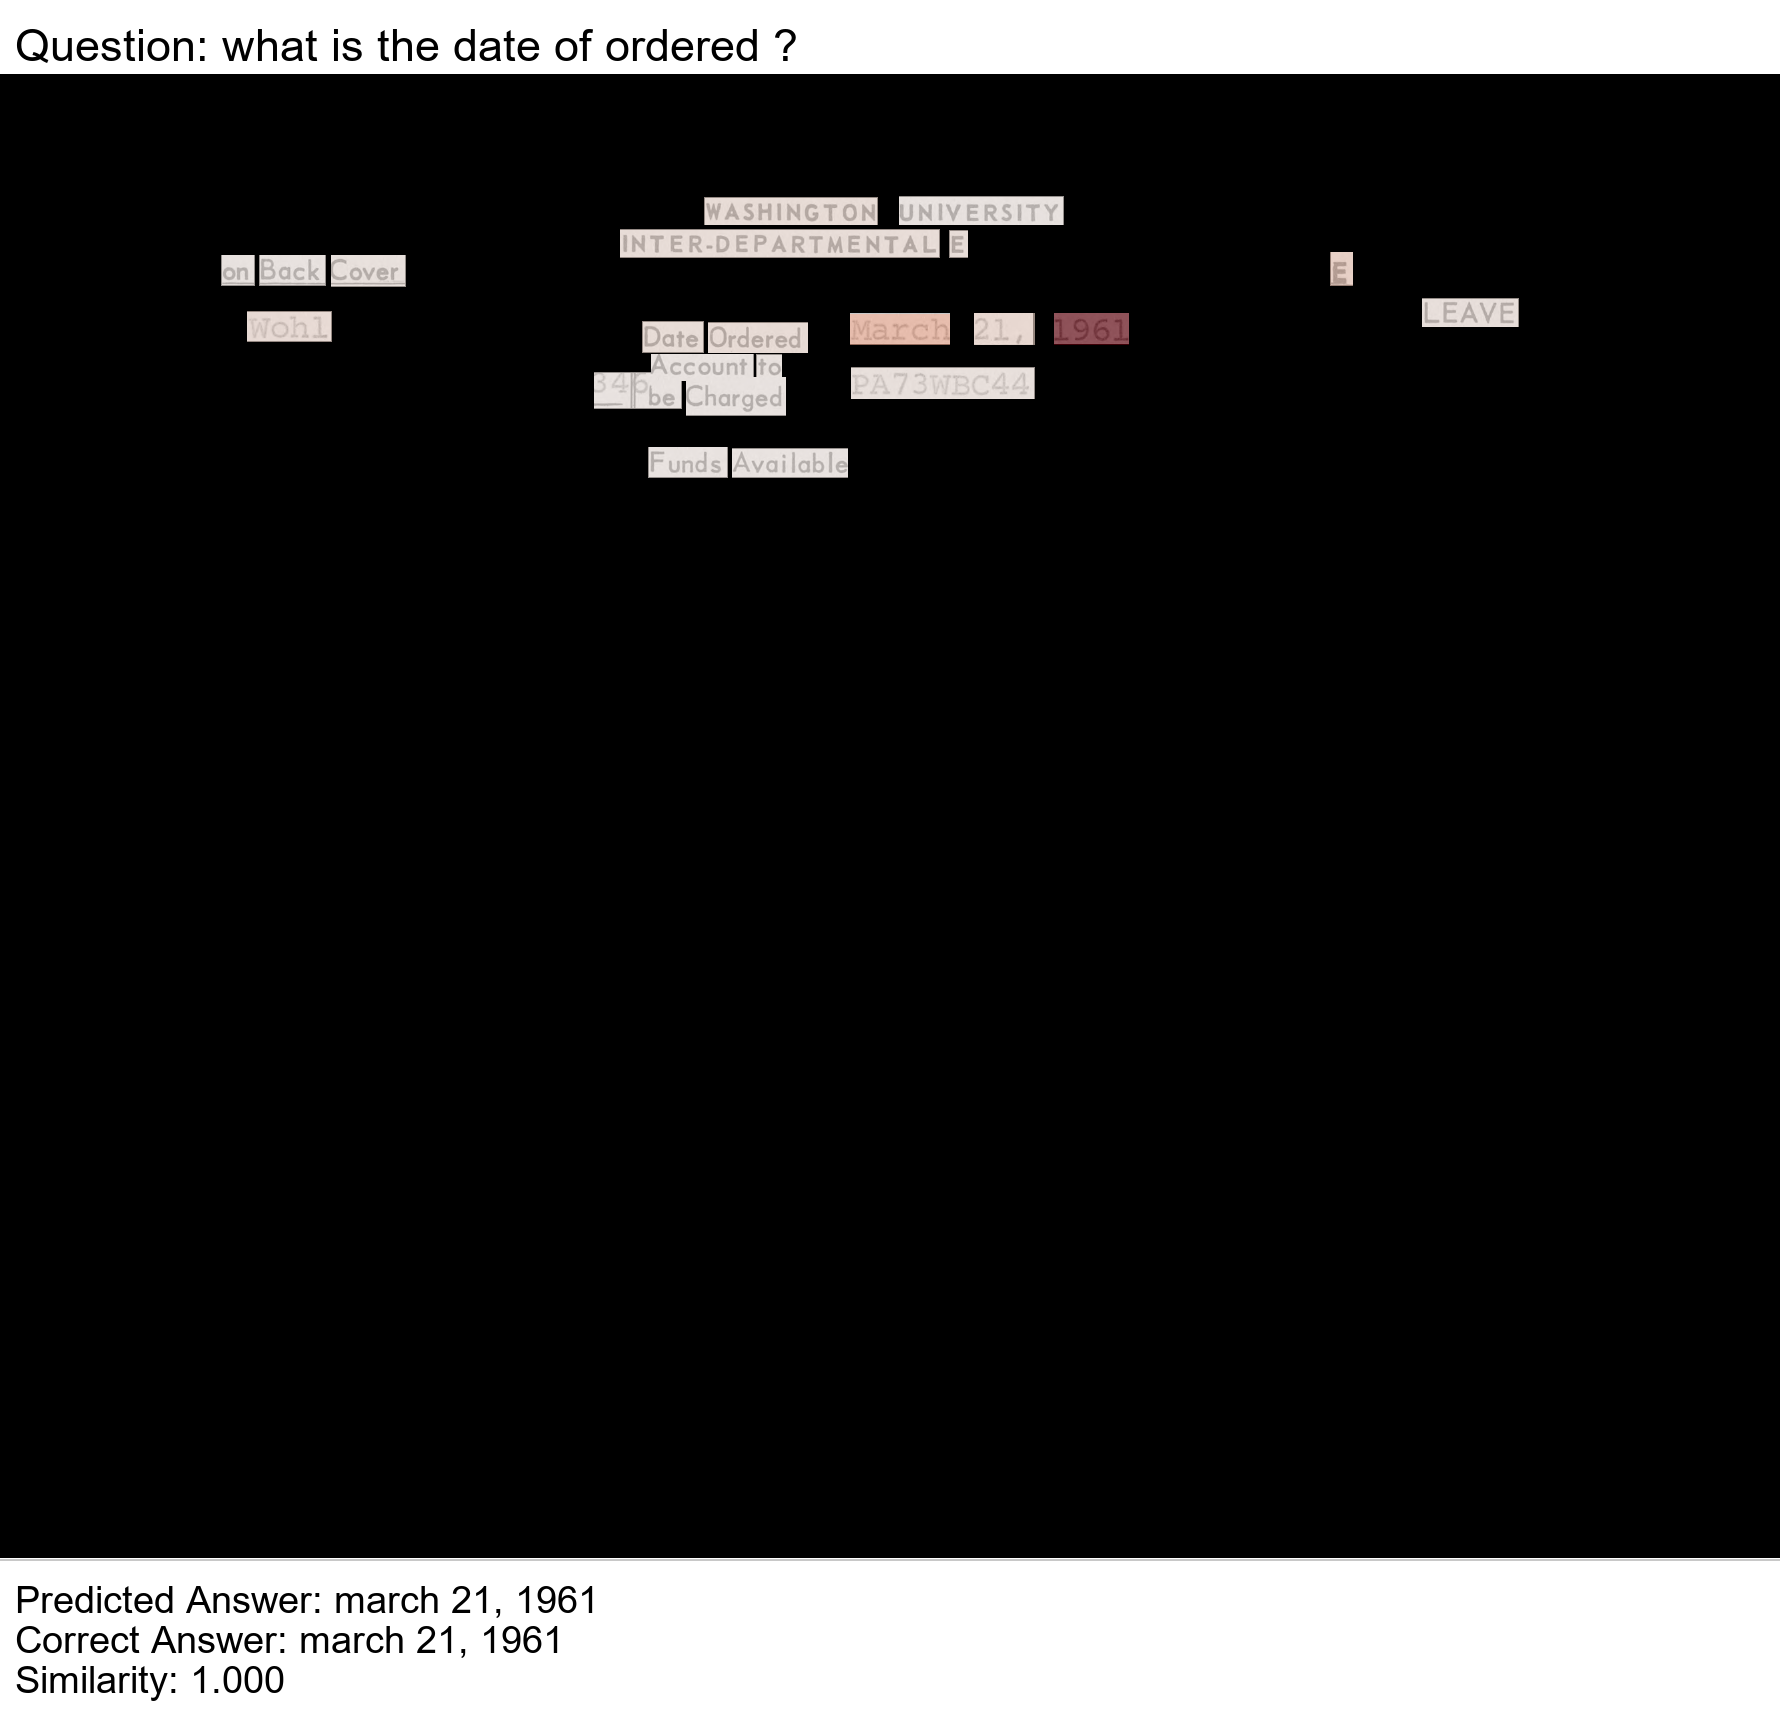 Question: what is the date of ordered ?
WASHINGTON UNIVERSITY
INTER-DEPARTMENTAL E
on Back Cover
E
LEAVE
Wohl
Date Ordered March 21, 1961
Account to
346 be Charged PA73WBC44
Funds Available
Predicted Answer: march 21, 1961
Correct Answer: march 21, 1961
Similarity: 1.000